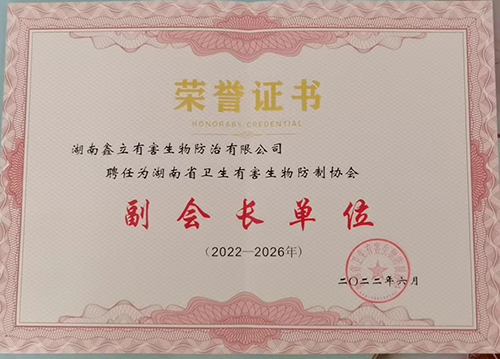 荣誉证书
HONORARY CREDENTIAL
湖南鑫立有害生物防治有限公司
聘任为湖南省卫生有害生物防制协会
副会长单位
(2022—2026年)
二〇二二年六月